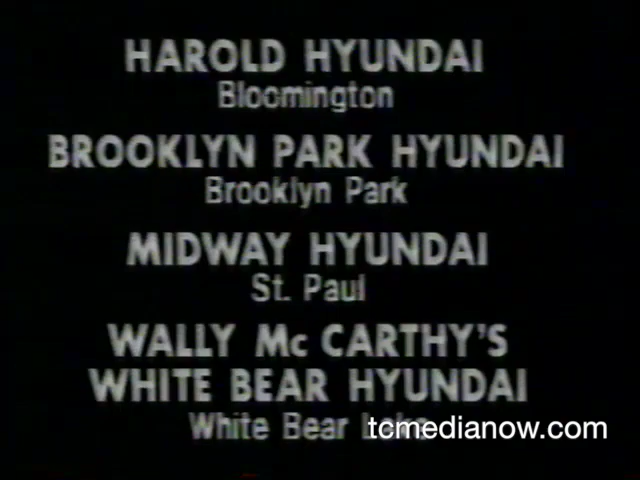 HAROLD HYUNDAI
Bloomington
BROOKLYN PARK HYUNDAI
Brooklyn Park
MIDWAY HYUNDAI
St. Paul
WALLY Mc CARTHY'S
WHITE BEAR HYUNDAI
White Bear Lake
tcmedianow.com